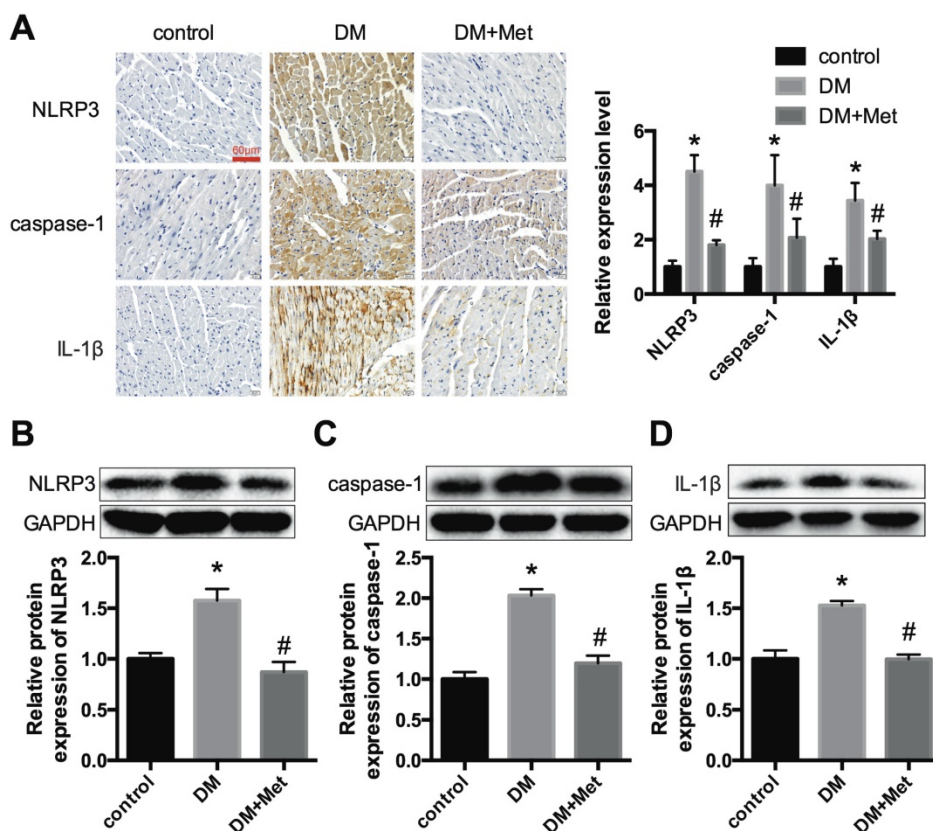 A
control
DM
DM+Met
NLRP3
60μm
caspase-1
IL-1β
control
DM
DM+Met
Relative expression level
6
4
2
0
*
#
*
#
*
#
NLRP3
caspase-1
IL-1β
B
NLRP3
GAPDH
Relative protein
expression of NLRP3
2.0
1.5
1.0
0.5
0.0
*
#
control
DM
DM+Met
C
caspase-1
GAPDH
Relative protein
expression of caspase-1
2.5
2.0
1.5
1.0
0.5
0.0
*
#
control
DM
DM+Met
D
IL-1β
GAPDH
Relative protein
expression of IL-1β
2.0
1.5
1.0
0.5
0.0
*
#
control
DM
DM+Met